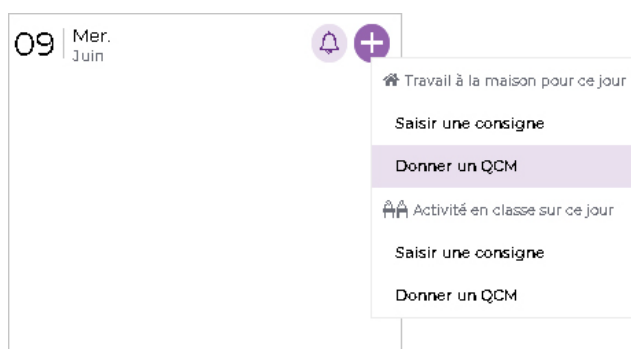 09 Mer.
Juin
Travail à la maison pour ce jour
Saisir une consigne
Donner un QCM
Activité en classe sur ce jour
Saisir une consigne
Donner un QCM